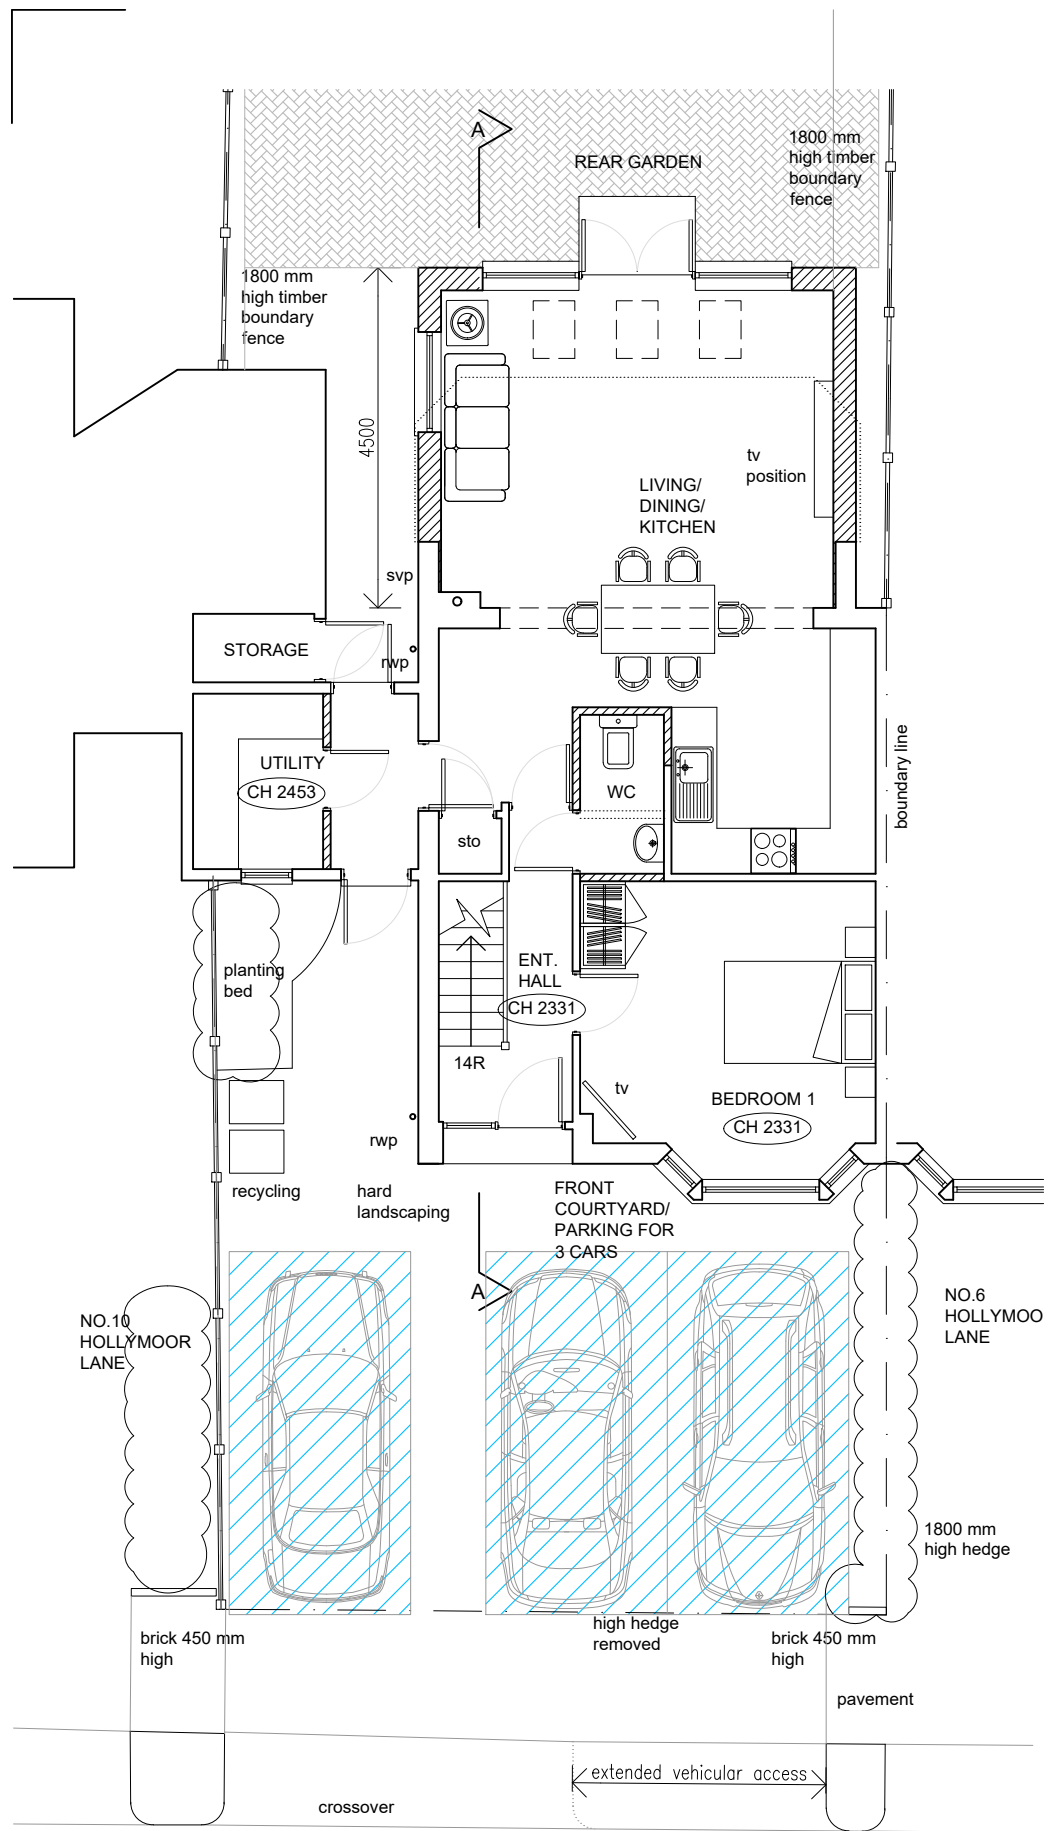 A
REAR GARDEN
1800 mm
high timber
boundary
fence
1800 mm
high timber
boundary
fence
4500
tv
position
LIVING/
DINING/
KITCHEN
svp
STORAGE
rwp
UTILITY
CH 2453
WC
boundary line
sto
planting
bed
ENT.
HALL
CH 2331
14R
tv
BEDROOM 1
CH 2331
rwp
recycling
hard
landscaping
FRONT
COURTYARD/
PARKING FOR
3 CARS
A
NO.10
HOLLYMOOR
LANE
NO.6
HOLLYMOO
LANE
1800 mm
high hedge
brick 450 mm
high
high hedge
removed
brick 450 mm
high
pavement
extended vehicular access
crossover